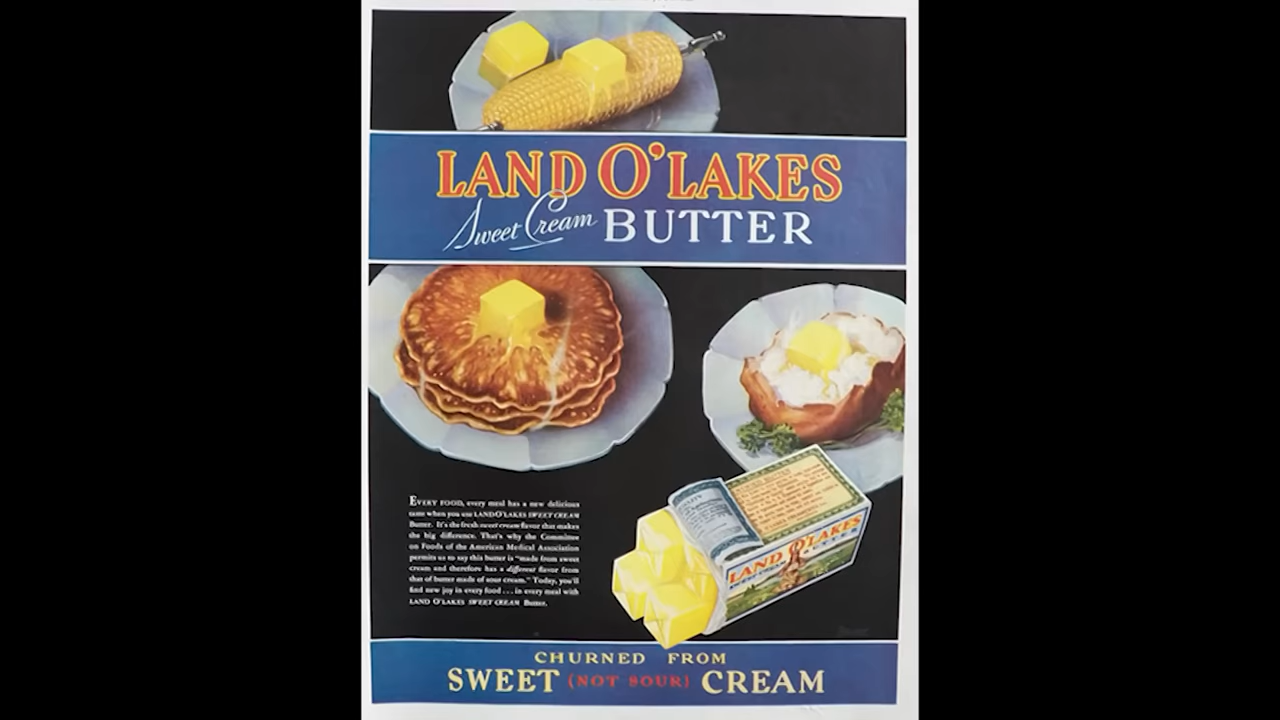 LAND O'LAKES
Sweet Cream BUTTER
EVERY FOOD, every meal has a new delicious
taste when you use LAND O'LAKES SWEET CREAM
Butter. It's the fresh sweet cream flavor that makes
the big difference. That's why the Committee
on Foods of the American Medical Association
permits us to say this butter is "made from sweet
cream and therefore has a different flavor from
that of butter made of sour cream." Today, you'll
find new joy in every food . . . in every meal with
LAND O'LAKES SWEET CREAM Butter.
LAND O'LAKES
BUTTER
CHURNED FROM
SWEET (NOT SOUR) CREAM